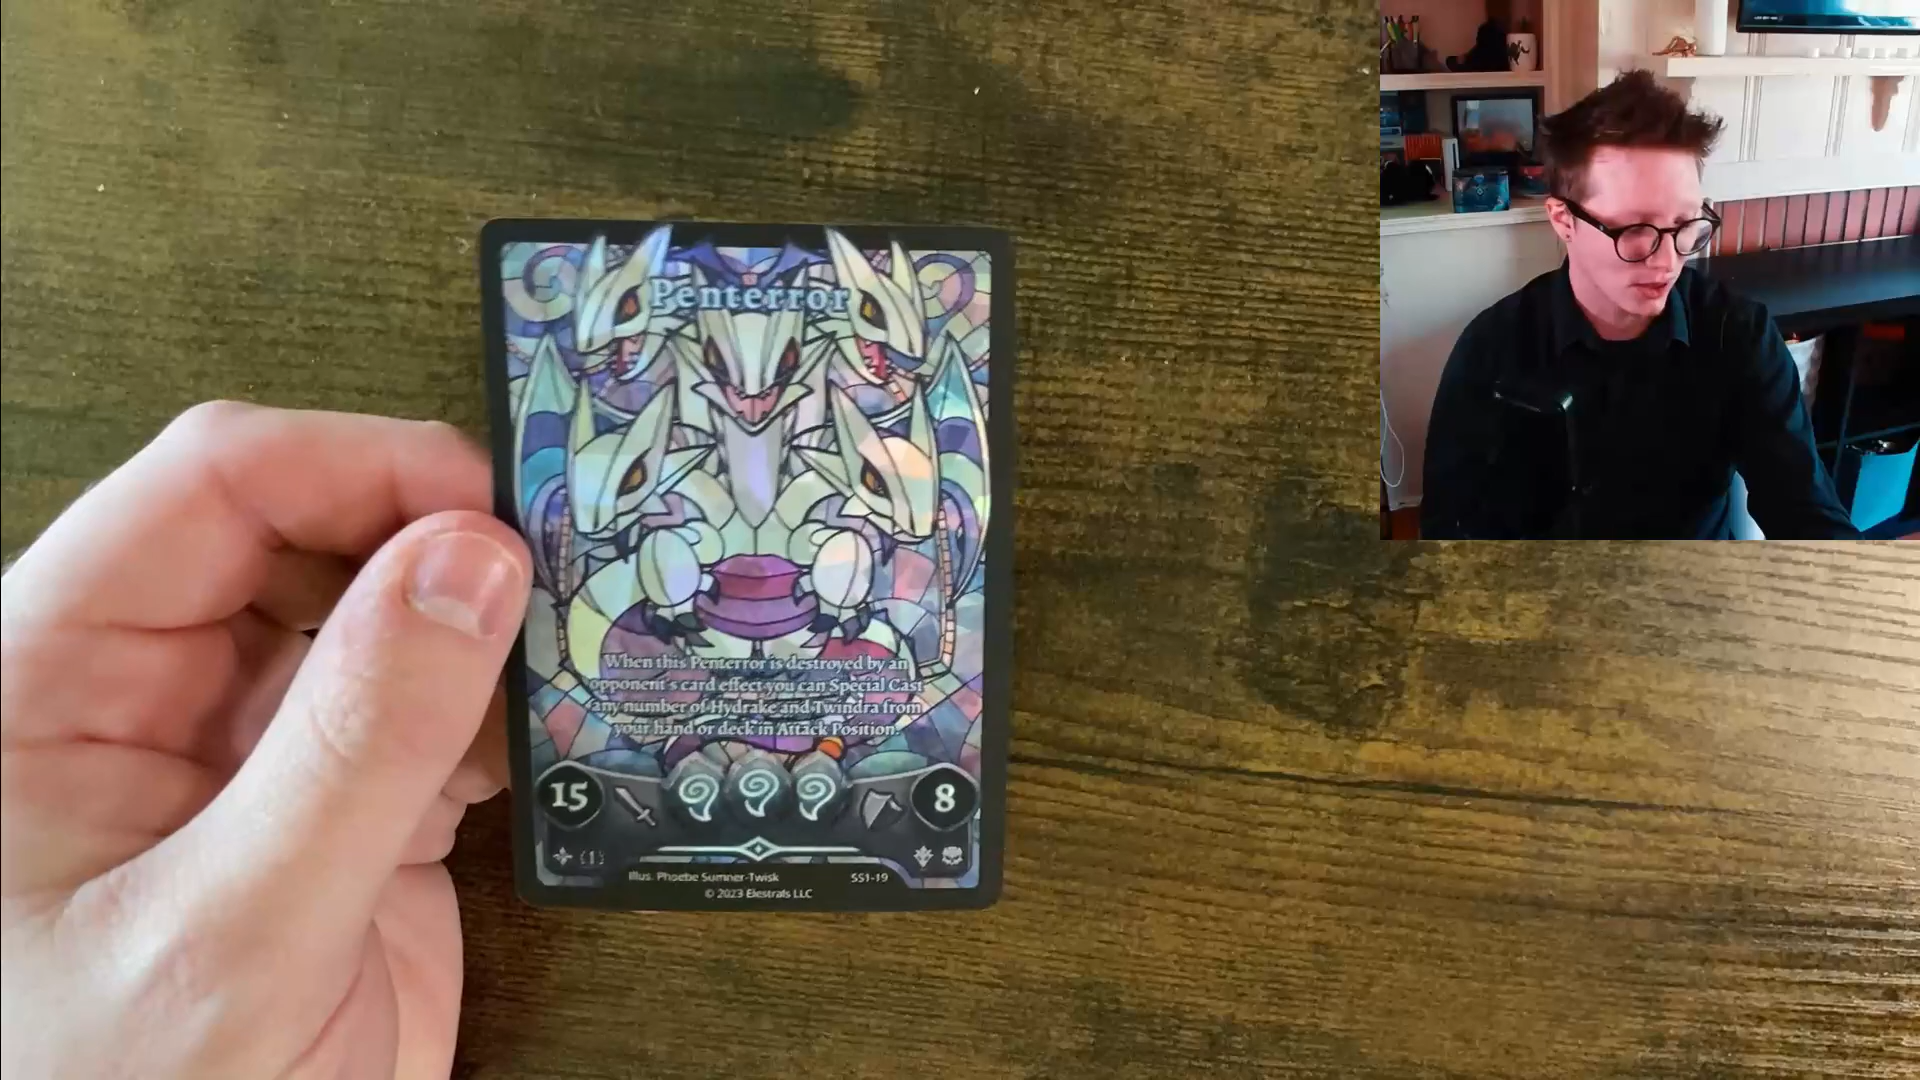 Penterror
When this Penterror is destroyed by an
opponent's card effect you can Special Cast
any number of Hydrake and Twindra from
your hand or deck in Attack Position.
15
8
(1)
Illus. Phoebe Sumner-Twisk
SS1-19
© 2023 Elestrals LLC